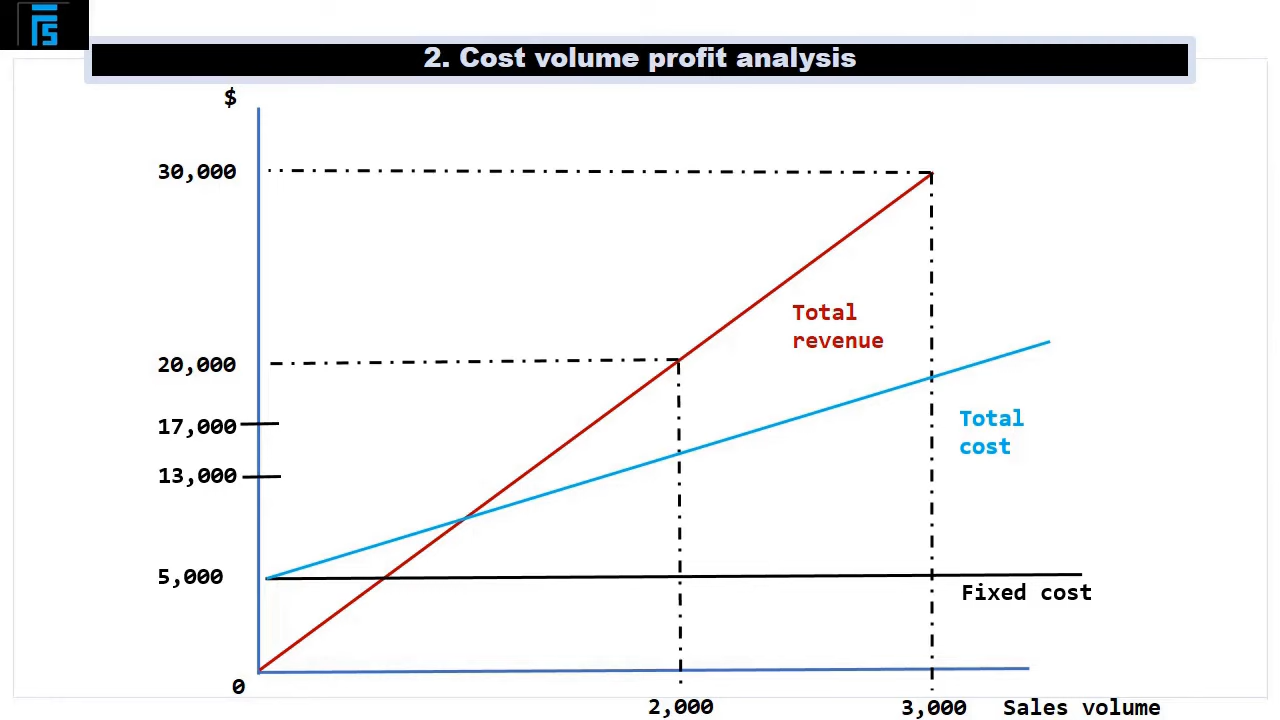 2. Cost volume profit analysis
$
30,000
Total
revenue
20,000
17,000
Total
cost
13,000
5,000
Fixed cost
0
2,000
3,000
Sales volume